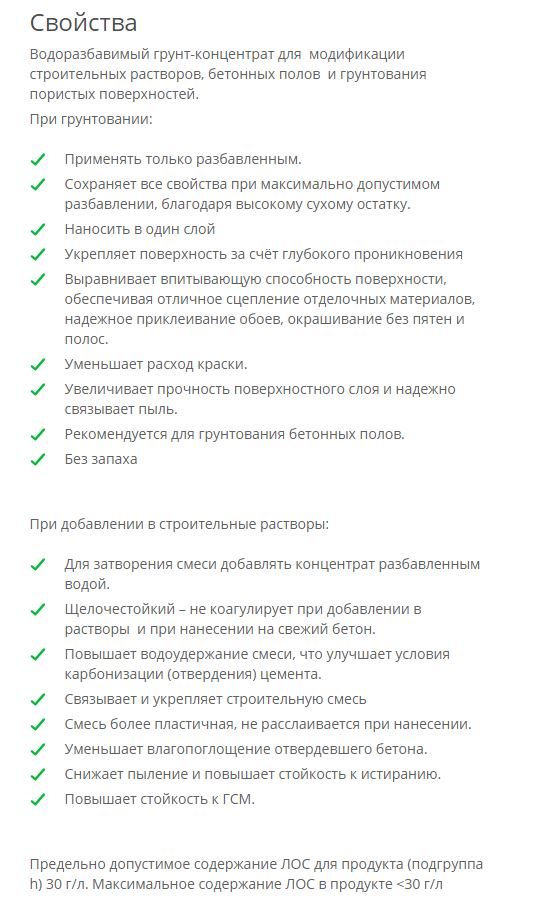 Свойства
Водоразбавимый грунт-концентрат для модификации
строительных растворов, бетонных полов и грунтования
пористых поверхностей.
При грунтовании:
Применять только разбавленным.
Сохраняет все свойства при максимально допустимом
разбавлении, благодаря высокому сухому остатку.
Наносить в один слой
Укрепляет поверхность за счёт глубокого проникновения
Выравнивает впитывающую способность поверхности,
обеспечивая отличное сцепление отделочных материалов,
надежное приклеивание обоев, окрашивание без пятен и
полос.
Уменьшает расход краски.
Увеличивает прочность поверхностного слоя и надежно
связывает пыль.
Рекомендуется для грунтования бетонных полов.
Без запаха
При добавлении в строительные растворы:
Для затворения смеси добавлять концентрат разбавленным
водой.
Щелочестойкий – не коагулирует при добавлении в
растворы и при нанесении на свежий бетон.
Повышает водоудержание смеси, что улучшает условия
карбонизации (отвердения) цемента.
Связывает и укрепляет строительную смесь
Смесь более пластичная, не расслаивается при нанесении.
Уменьшает влагопоглощение отвердевшего бетона.
Снижает пыление и повышает стойкость к истиранию.
Повышает стойкость к ГСМ.
Предельно допустимое содержание ЛОС для продукта (подгруппа
h) 30 г/л. Максимальное содержание ЛОС в продукте <30 г/л